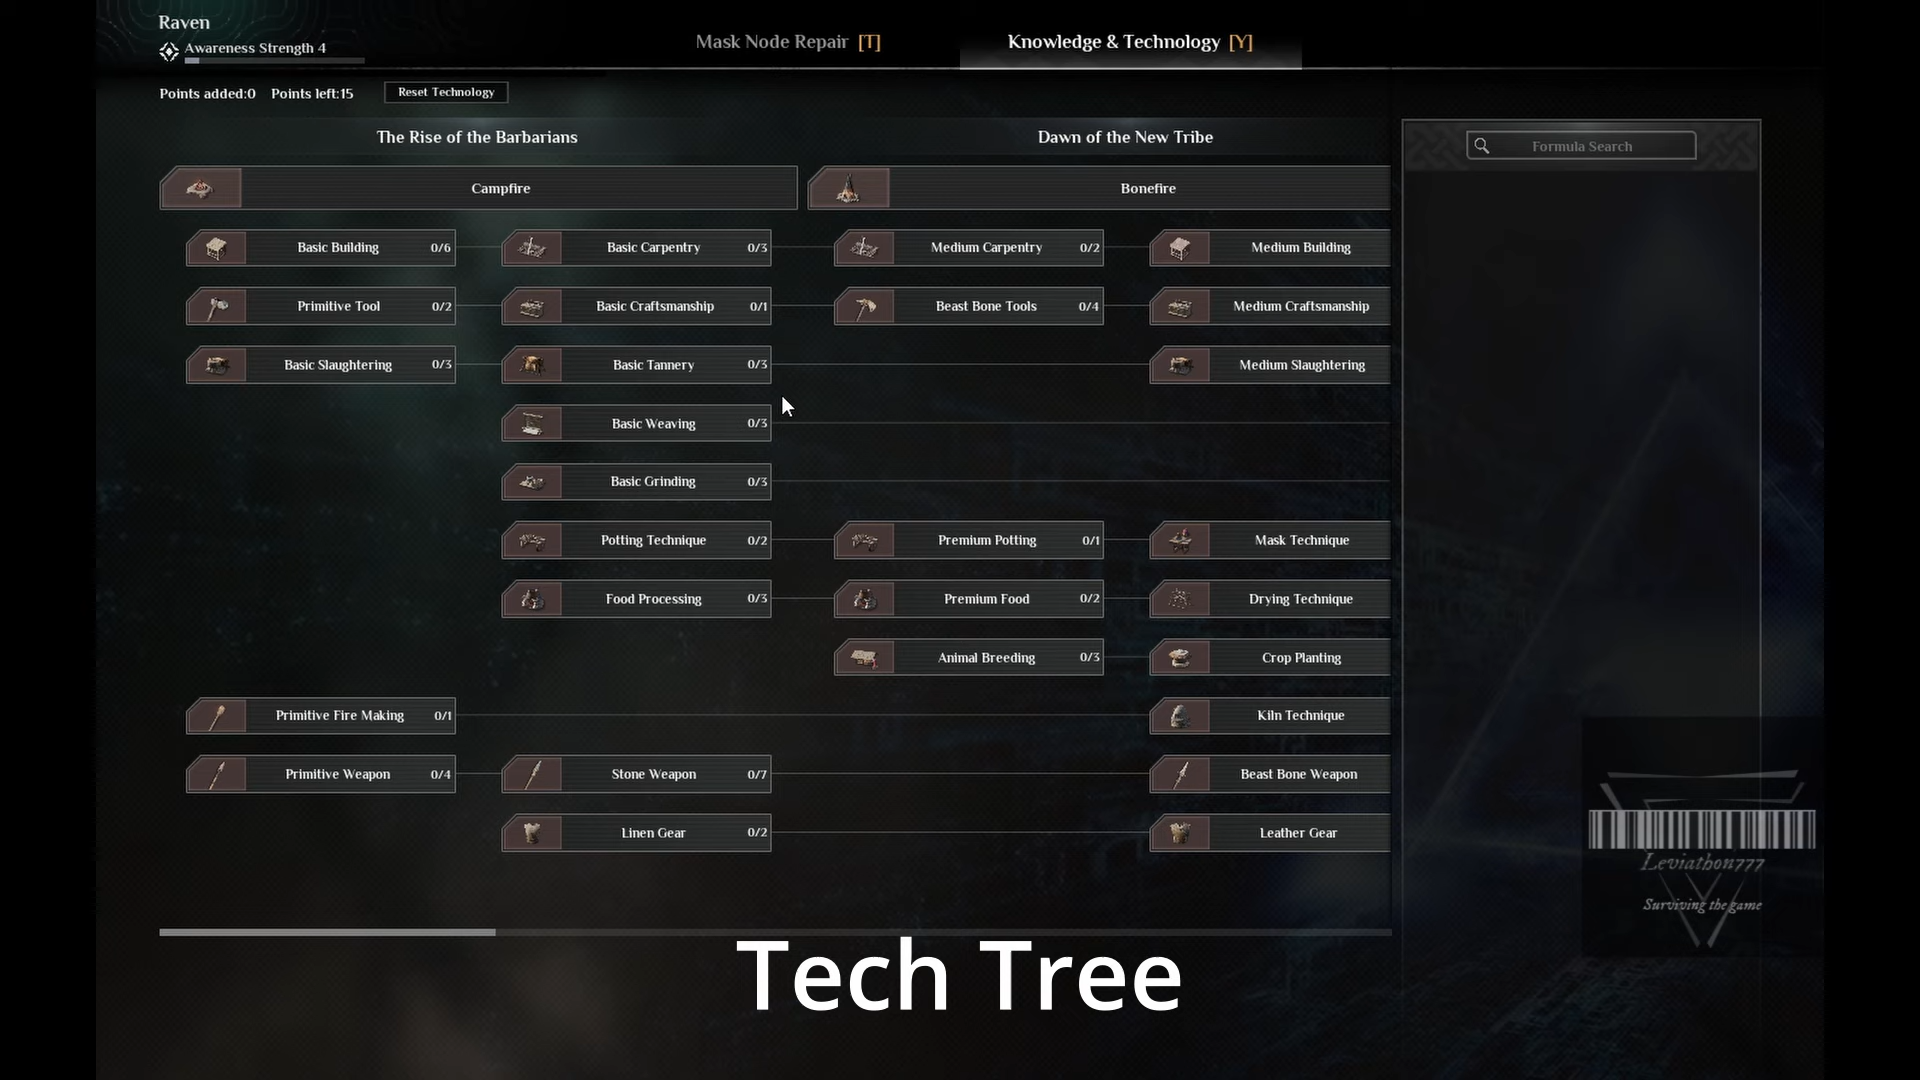 Raven
Awareness Strength 4
Mask Node Repair [T]
Knowledge & Technology [Y]
Points added:0 Points left:15
Reset Technology
The Rise of the Barbarians
Dawn of the New Tribe
Formula Search
Campfire
Bonefire
Basic Building 0/6
Basic Carpentry 0/3
Medium Carpentry 0/2
Medium Building
Primitive Tool 0/2
Basic Craftsmanship 0/1
Beast Bone Tools 0/4
Medium Craftsmanship
Basic Slaughtering 0/3
Basic Tannery 0/3
Medium Slaughtering
Basic Weaving 0/3
Basic Grinding 0/3
Potting Technique 0/2
Premium Potting 0/1
Mask Technique
Food Processing 0/3
Premium Food 0/2
Drying Technique
Animal Breeding 0/3
Crop Planting
Primitive Fire Making 0/1
Kiln Technique
Primitive Weapon 0/4
Stone Weapon 0/7
Beast Bone Weapon
Linen Gear 0/2
Leather Gear
Leviathon777
Surviving the game
Tech Tree